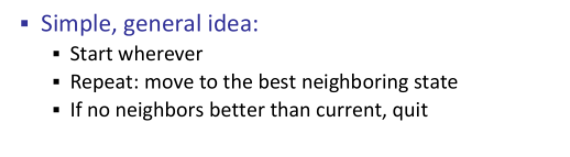 Simple, general idea:
Start wherever
Repeat: move to the best neighboring state
If no neighbors better than current, quit